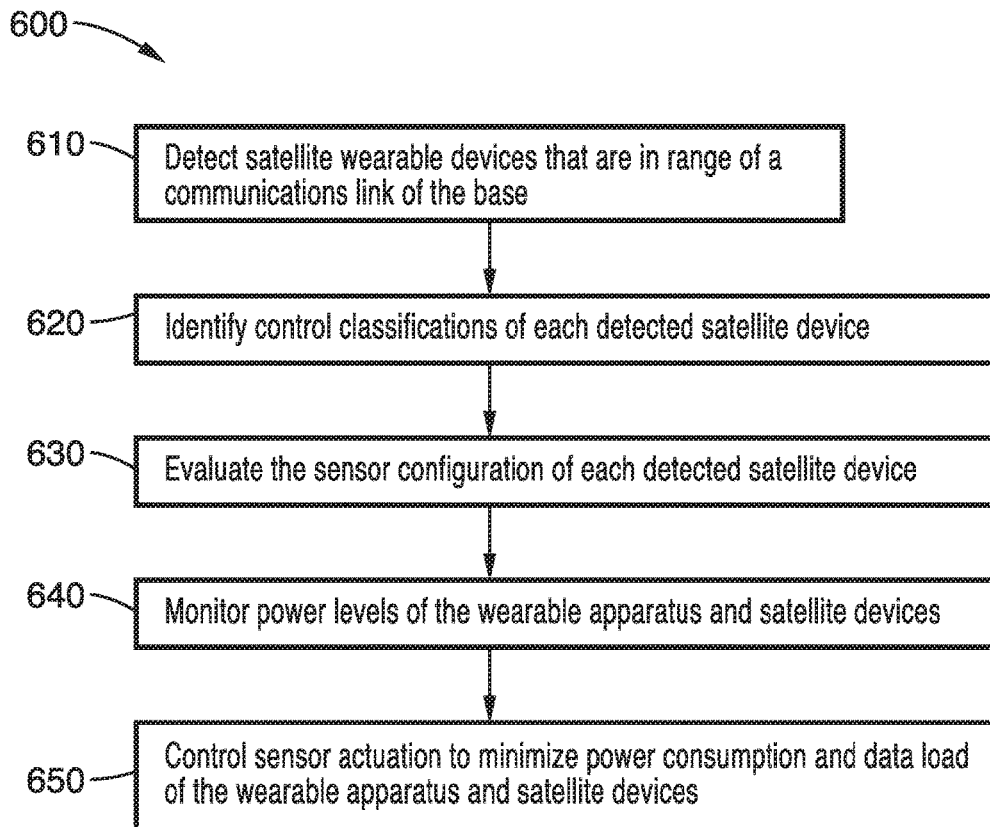 600
610
Detect satellite wearable devices that are in range of a
communications link of the base
620
Identify control classifications of each detected satellite device
630
Evaluate the sensor configuration of each detected satellite device
640
Monitor power levels of the wearable apparatus and satellite devices
650
Control sensor actuation to minimize power consumption and data load
of the wearable apparatus and satellite devices